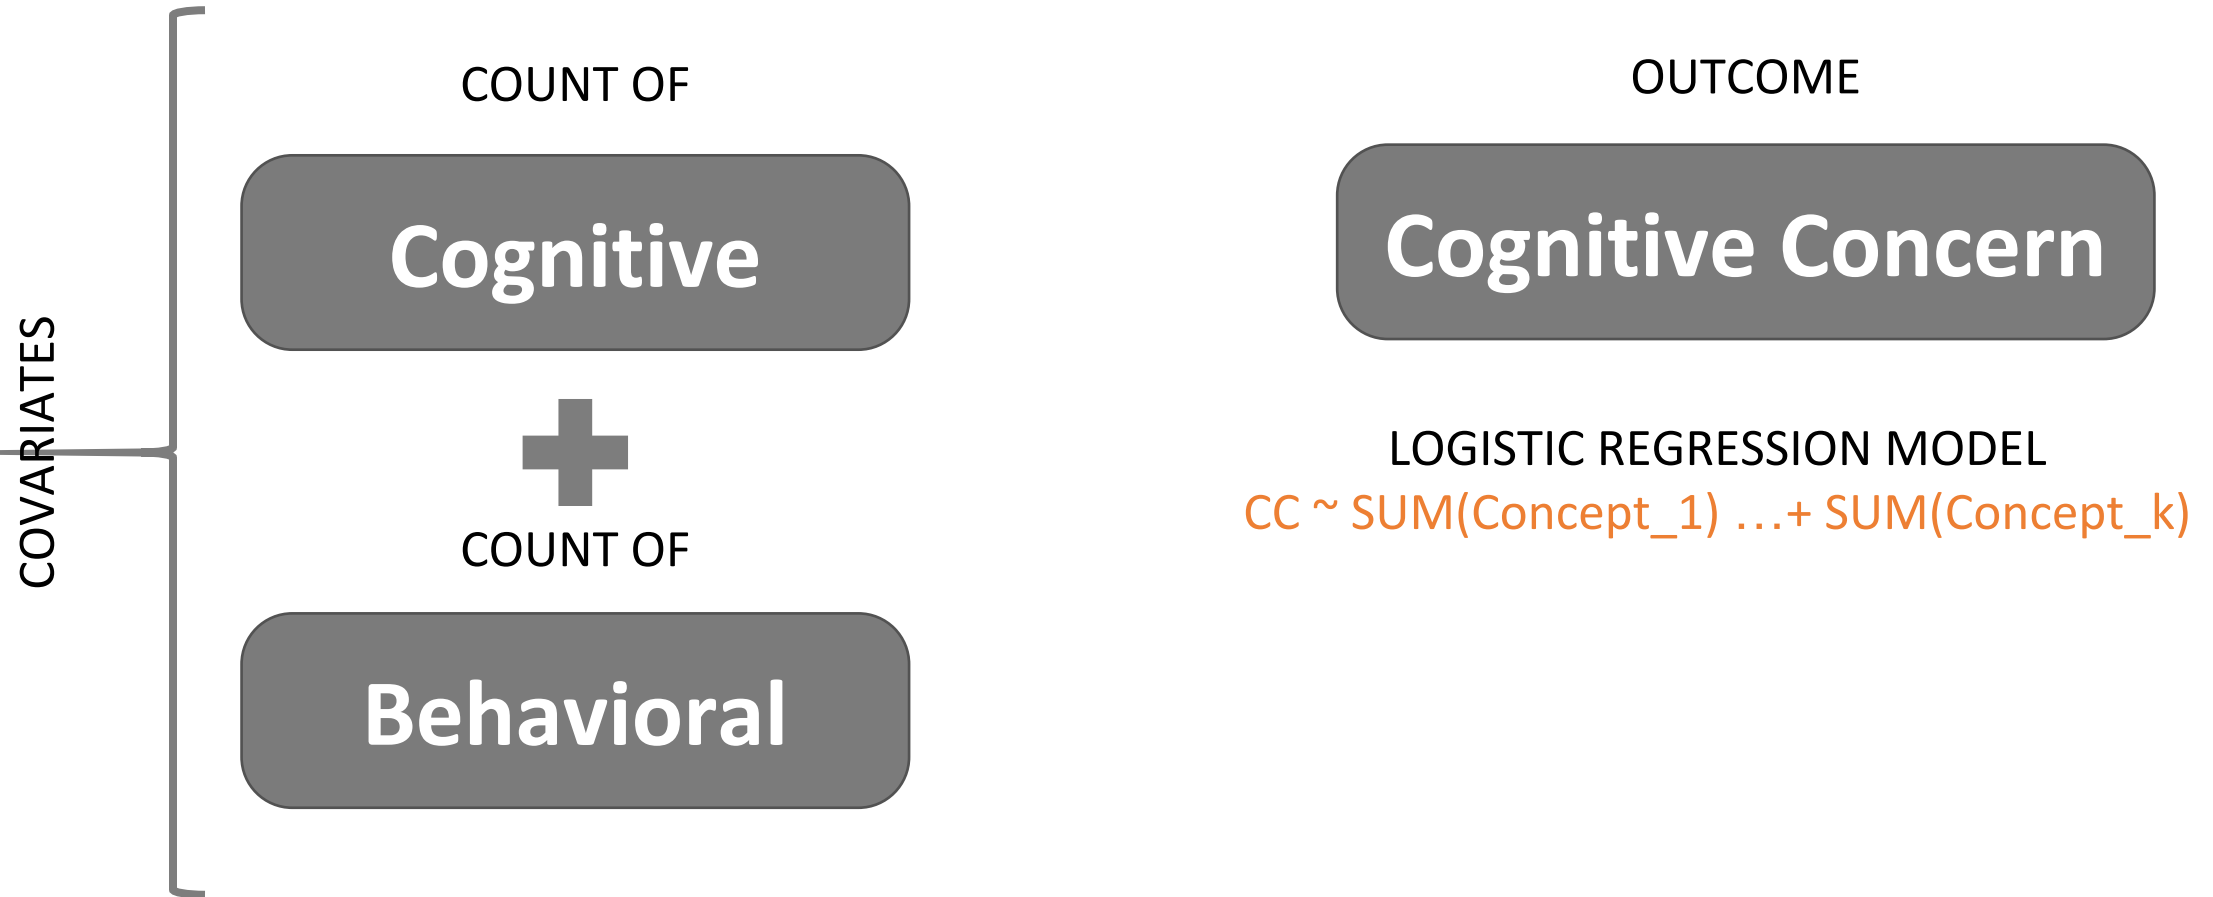 COVARIATES
COUNT OF
Cognitive
COUNT OF
Behavioral
OUTCOME
Cognitive Concern
LOGISTIC REGRESSION MODEL
CC ~ SUM(Concept_1) ...+ SUM(Concept_k)